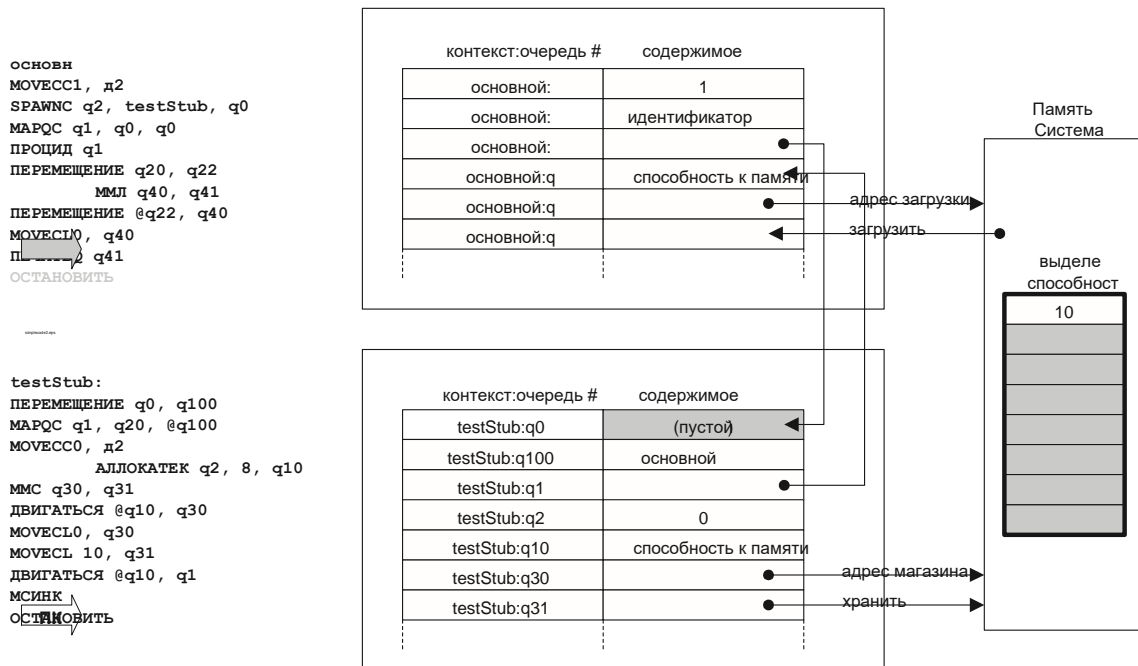 основн
MOVECC1, д2
SPAWNC q2, testStub, q0
MAPQC q1, q0, q0
ПРОЦИД q1
ПЕРЕМЕЩЕНИЕ q20, q22
ММЛ q40, q41
ПЕРЕМЕЩЕНИЕ @q22, q40
MOVECL0, q40
q41
ОСТАНОВИТЬ
testStub:
ПЕРЕМЕЩЕНИЕ q0, q100
MAPQC q1, q20, @q100
MOVECC0, д2
АЛЛОКАТЕК q2, 8, q10
ММС q30, q31
ДВИГАТЬСЯ @q10, q30
MOVECL0, q30
MOVECL 10, q31
ДВИГАТЬСЯ @q10, q1
МСИНК
ОСТАНОВИТЬ
ПК
контекст:очередь # содержимое
основной: 1
основной: идентификатор
основной:
основной:q способность к памяти
основной:q
основной:q
адрес загрузки
загрузить
контекст:очередь # содержимое
testStub:q0 (пустой)
testStub:q100 основной
testStub:q1
testStub:q2 0
testStub:q10 способность к памяти
testStub:q30
testStub:q31
адрес магазина
хранить
Память
Система
выделе
способност
10